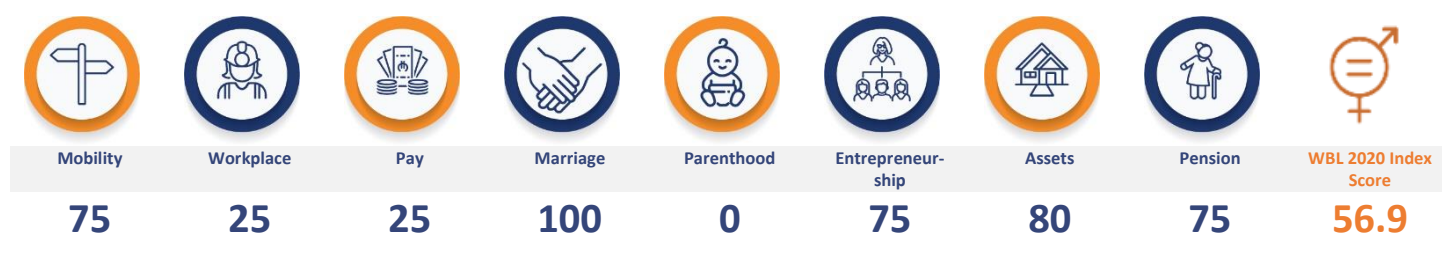 Mobility
Workplace
Pay
Marriage
Parenthood
Entrepreneur-
ship
Assets
Pension
WBL 2020 Index
Score
75
25
25
100
0
75
80
75
56.9